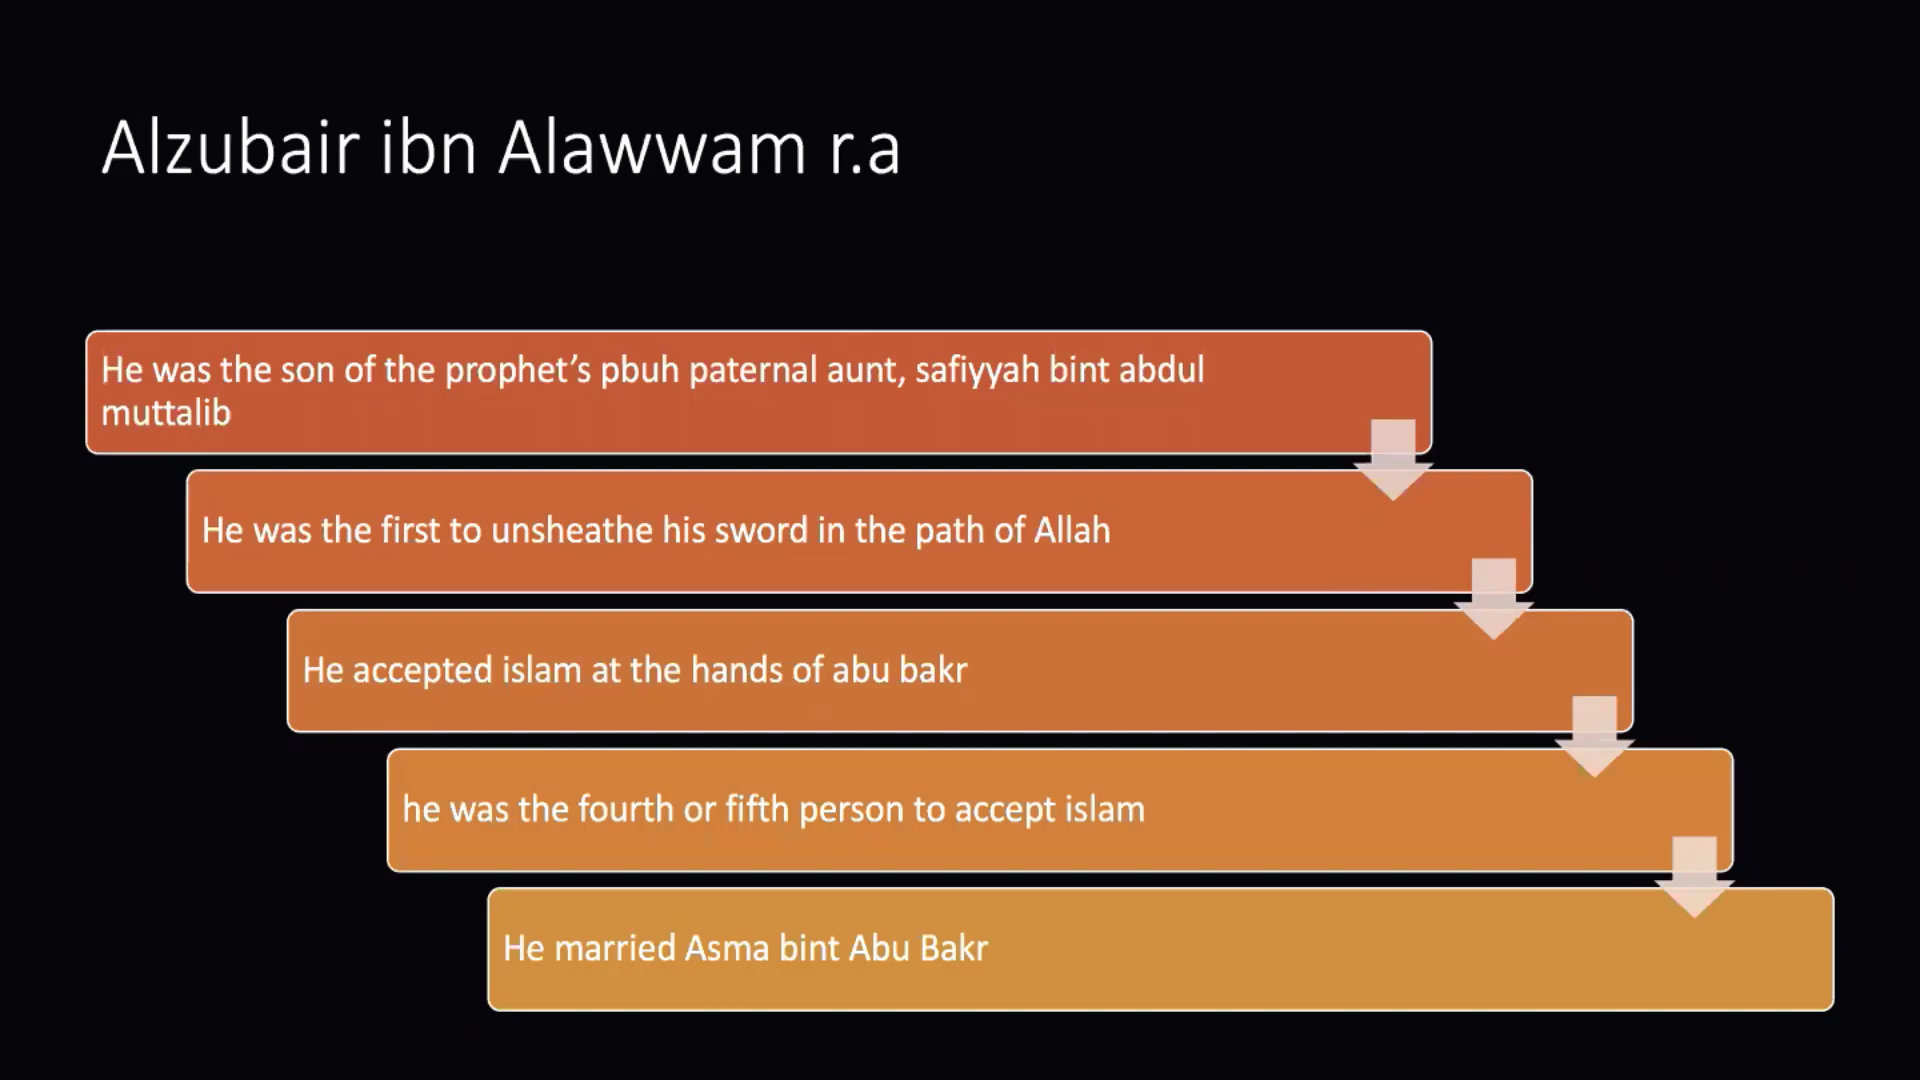 Alzubair ibn Alawwam r.a
He was the son of the prophet’s pbuh paternal aunt, safiyyah bint abdul
muttalib
He was the first to unsheathe his sword in the path of Allah
He accepted islam at the hands of abu bakr
he was the fourth or fifth person to accept islam
He married Asma bint Abu Bakr